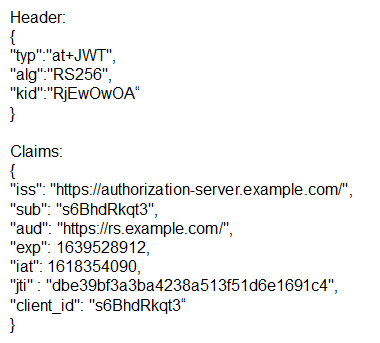 Header:
{
"typ":"at+JWT",
"alg":"RS256",
"kid":"RjEwOwOA“
}
Claims:
{
"iss": "https://authorization-server.example.com/",
"sub": "s6BhdRkqt3",
"aud": "https://rs.example.com/",
"exp": 1639528912,
"iat": 1618354090,
"jti" : "dbe39bf3a3ba4238a513f51d6e1691c4",
"client_id": "s6BhdRkqt3“
}